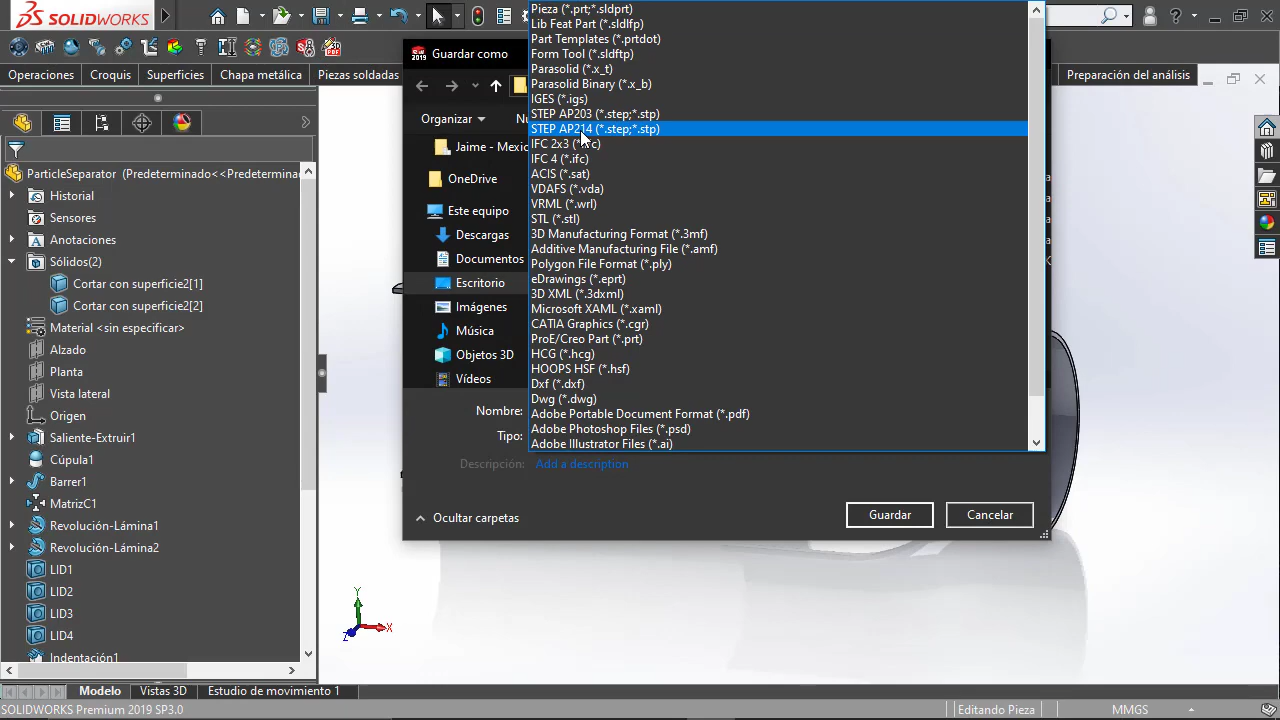 SOLIDWORKS
Operaciones
Croquis
Superficies
Chapa metálica
Piezas soldadas
Preparación del análisis
ParticleSeparator (Predeterminado<<Predetermina
Historial
Sensores
Anotaciones
Sólidos(2)
Cortar con superficie2[1]
Cortar con superficie2[2]
Material <sin especificar>
Alzado
Planta
Vista lateral
Origen
Saliente-Extruir1
Cúpula1
Barrer1
MatrizC1
Revolución-Lámina1
Revolución-Lámina2
LID1
LID2
LID3
LID4
Indentación1
Guardar como
Organizar
Nu
Jaime - Mexic
OneDrive
Este equipo
Descargas
Documentos
Escritorio
Imágenes
Música
Objetos 3D
Vídeos
Nombre:
Tipo:
Pieza (*.prt;*.sldprt)
Lib Feat Part (*.sldlfp)
Part Templates (*.prtdot)
Form Tool (*.sldftp)
Parasolid (*.x_t)
Parasolid Binary (*.x_b)
IGES (*.igs)
STEP AP203 (*.step;*.stp)
STEP AP214 (*.step;*.stp)
IFC 2x3 (*.ifc)
IFC 4 (*.ifc)
ACIS (*.sat)
VDAFS (*.vda)
VRML (*.wrl)
STL (*.stl)
3D Manufacturing Format (*.3mf)
Additive Manufacturing File (*.amf)
Polygon File Format (*.ply)
eDrawings (*.eprt)
3D XML (*.3dxml)
Microsoft XAML (*.xaml)
CATIA Graphics (*.cgr)
ProE/Creo Part (*.prt)
HCG (*.hcg)
HOOPS HSF (*.hsf)
Dxf (*.dxf)
Dwg (*.dwg)
Adobe Portable Document Format (*.pdf)
Adobe Photoshop Files (*.psd)
Adobe Illustrator Files (*.ai)
Descripción: Add a description
Ocultar carpetas
Guardar
Cancelar
Y
X
Z
Modelo
Vistas 3D
Estudio de movimiento 1
SOLIDWORKS Premium 2019 SP3.0
Editando Pieza
MMGS